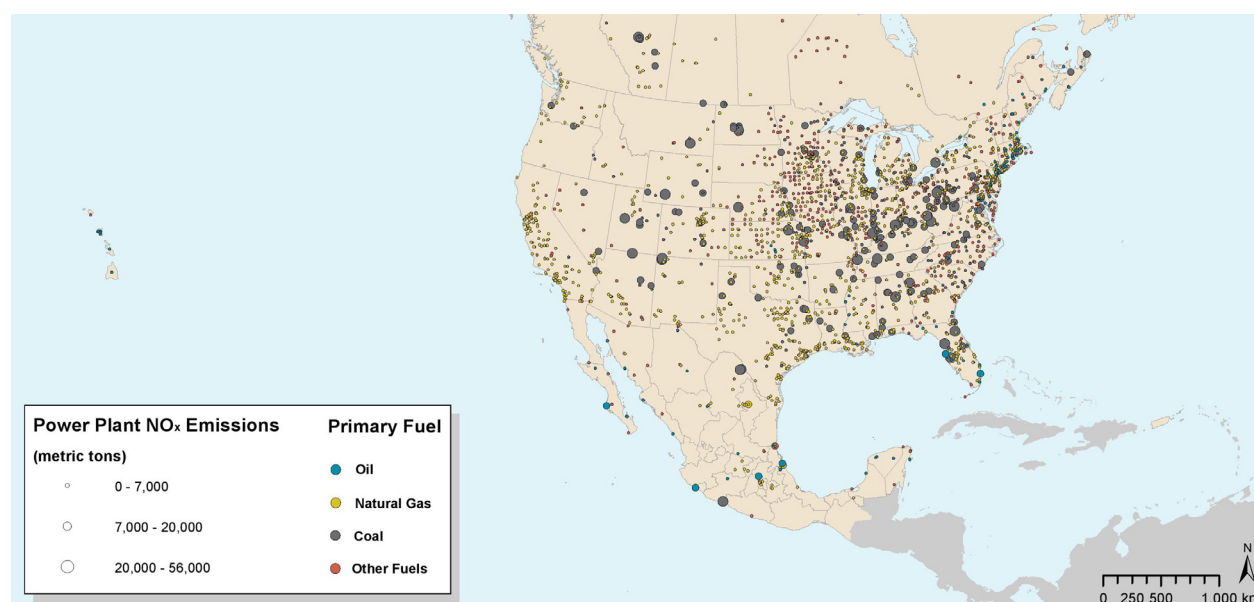 Power Plant NOx Emissions
(metric tons)
0 - 7,000
7,000 - 20,000
20,000 - 56,000
Primary Fuel
Oil
Natural Gas
Coal
Other Fuels
N
0 250 500 1,000 km